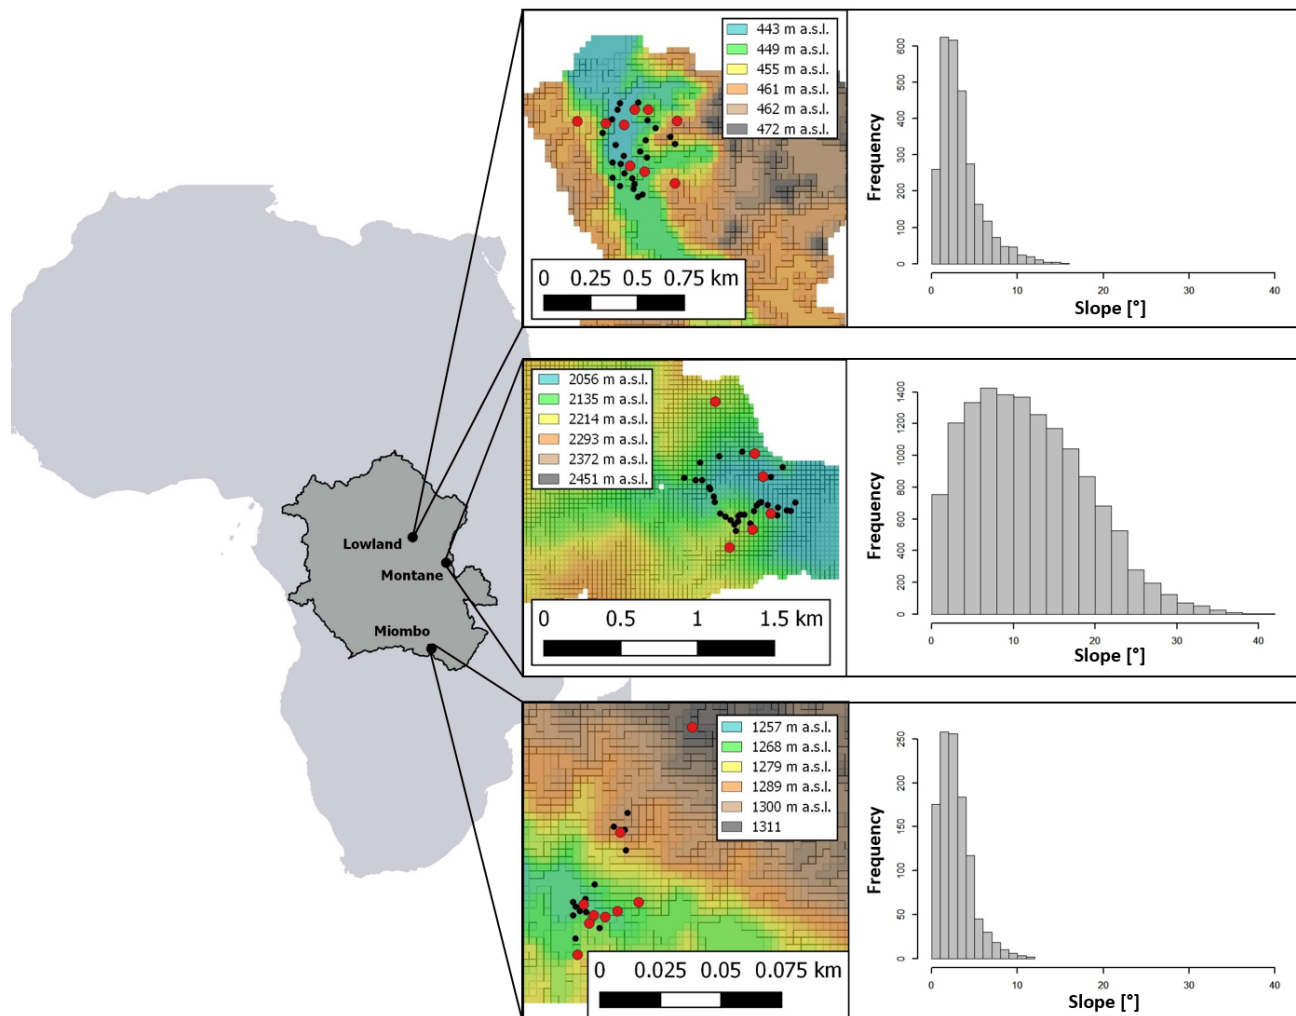 443 m a.s.l.
449 m a.s.l.
455 m a.s.l.
461 m a.s.l.
462 m a.s.l.
472 m a.s.l.
0 0.25 0.5 0.75 km
Frequency
600
500
400
300
200
100
0
0 10 20 30 40
Slope [°]
2056 m a.s.l.
2135 m a.s.l.
2214 m a.s.l.
2293 m a.s.l.
2372 m a.s.l.
2451 m a.s.l.
0 0.5 1 1.5 km
Frequency
1400
1200
1000
800
600
400
200
0
0 10 20 30 40
Slope [°]
Lowland
Montane
Miombo
1257 m a.s.l.
1268 m a.s.l.
1279 m a.s.l.
1289 m a.s.l.
1300 m a.s.l.
1311
0 0.025 0.05 0.075 km
Frequency
250
200
150
100
50
0
0 10 20 30 40
Slope [°]